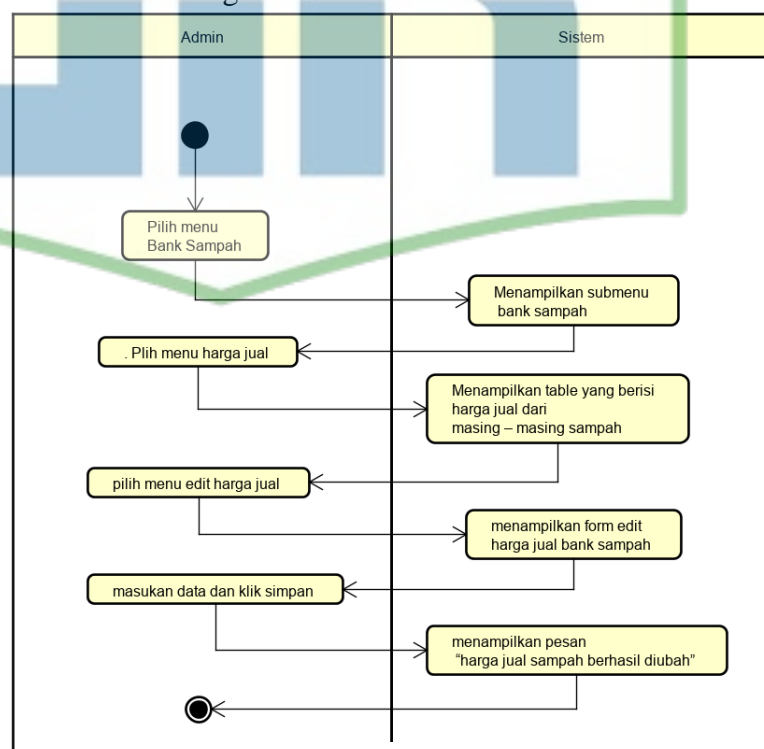 Admin
Sistem
Pilih menu
Bank Sampah
Menampilkan submenu
bank sampah
. Plih menu harga jual
Menampilkan table yang berisi
harga jual dari
masing – masing sampah
pilih menu edit harga jual
menampilkan form edit
harga jual bank sampah
masukan data dan klik simpan
menampilkan pesan
“harga jual sampah berhasil diubah”